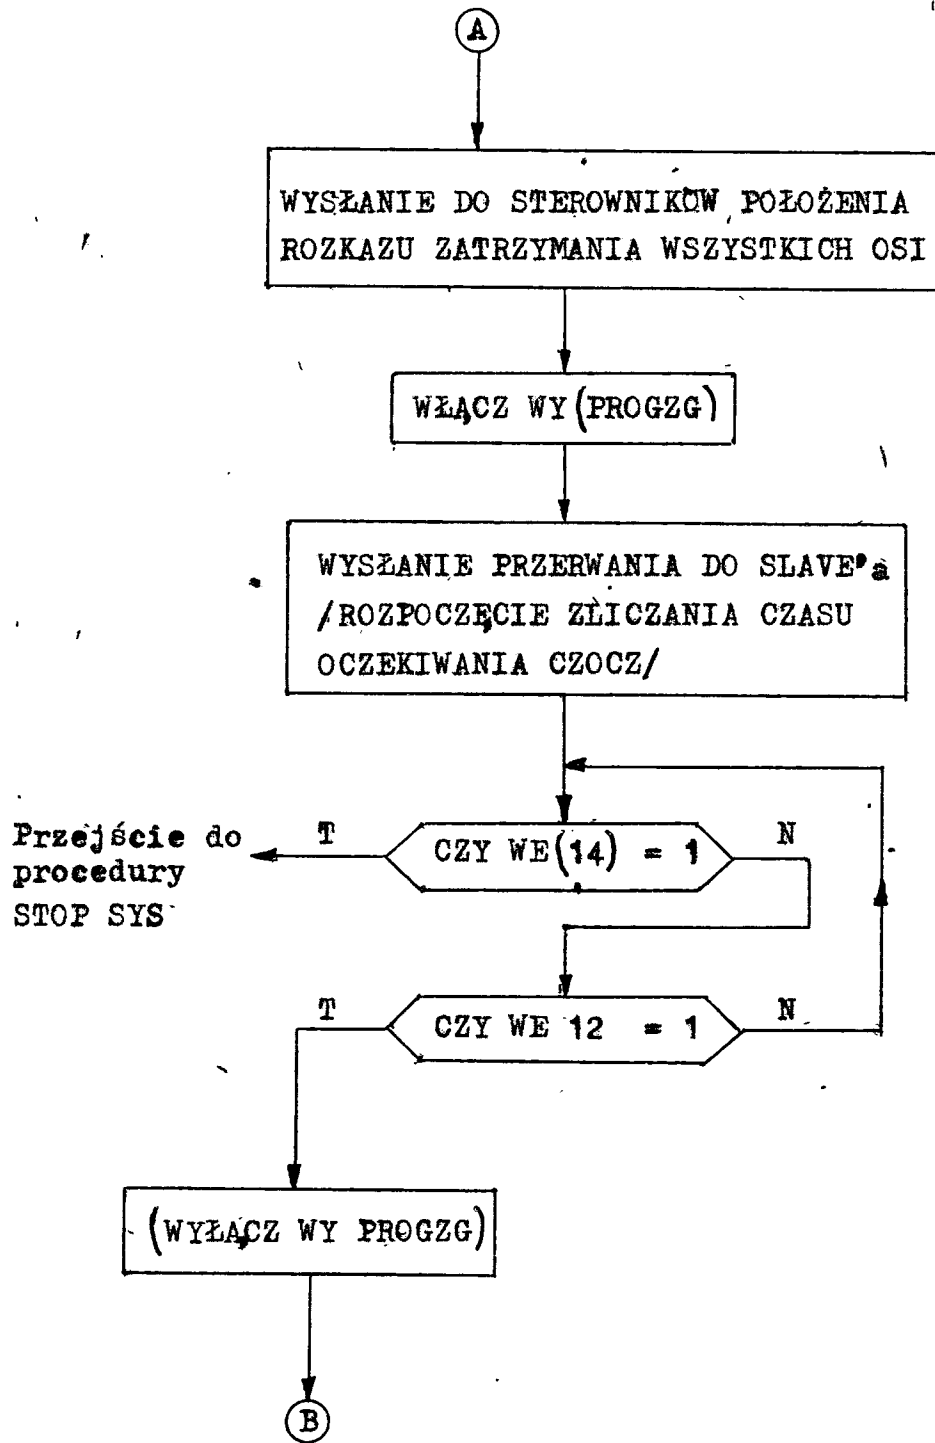 A
WYSŁANIE DO STEROWNIKÓW POŁOŻENIA
ROZKAZU ZATRZYMANIA WSZYSTKICH OSI
WŁĄCZ WY(PROGZG)
WYSŁANIE PRZERWANIA DO SLAVE'a
/ROZPOCZĘCIE ZLICZANIA CZASU
OCZEKIWANIA CZOCZ/
Przejście do
procedury
STOP SYS
T
CZY WE(14) = 1
N
T
CZY WE 12 = 1
N
(WYŁĄCZ WY PROGZG)
B